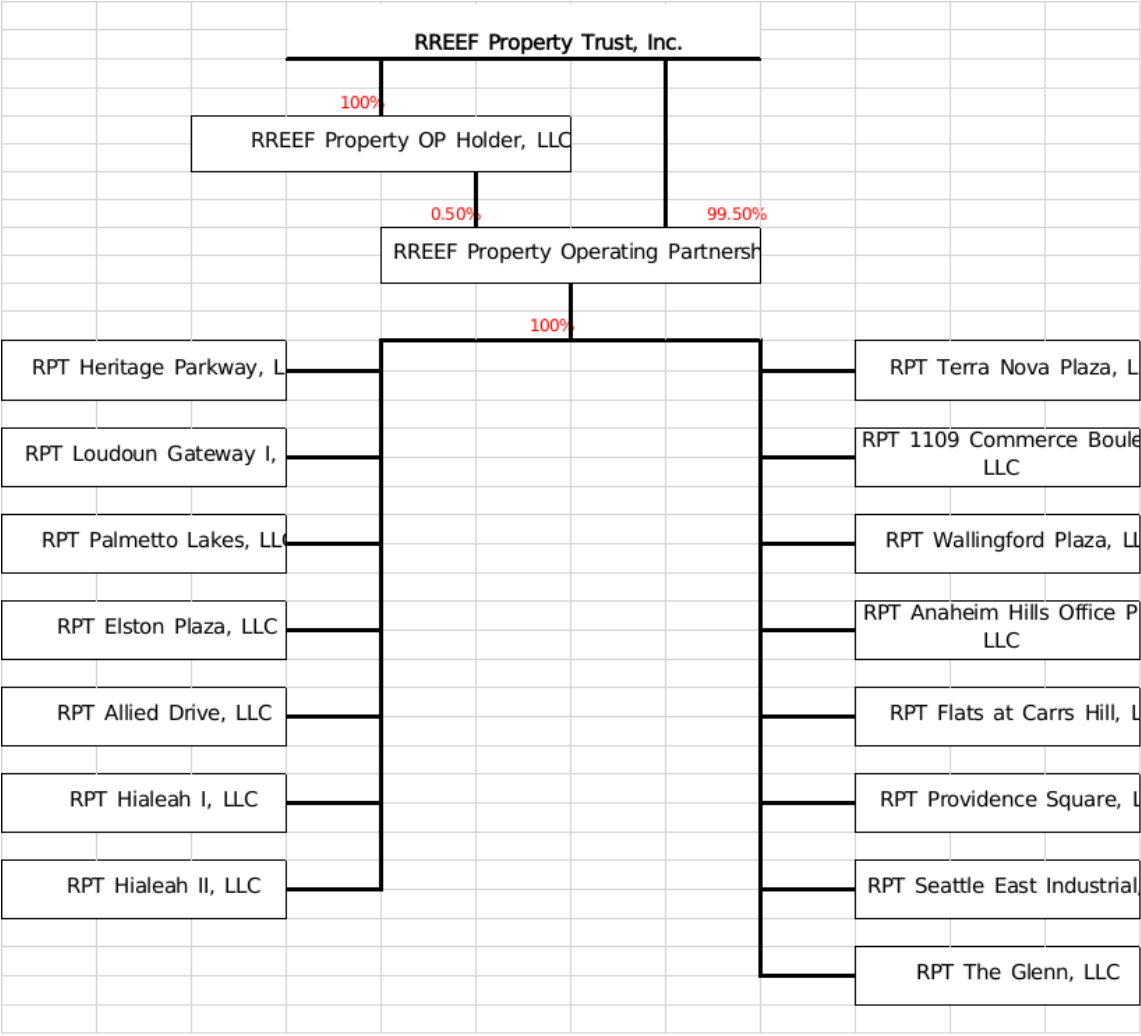 RREEF Property Trust, Inc.
100%
RREEF Property OP Holder, LLC
0.50%
99.50%
RREEF Property Operating Partnersh
100%
RPT Heritage Parkway, L
RPT Terra Nova Plaza, L
RPT Loudoun Gateway I,
RPT 1109 Commerce Boule
LLC
RPT Palmetto Lakes, LLC
RPT Wallingford Plaza, LL
RPT Elston Plaza, LLC
RPT Anaheim Hills Office P
LLC
RPT Allied Drive, LLC
RPT Flats at Carrs Hill, L
RPT Hialeah I, LLC
RPT Providence Square, L
RPT Hialeah II, LLC
RPT Seattle East Industrial,
RPT The Glenn, LLC